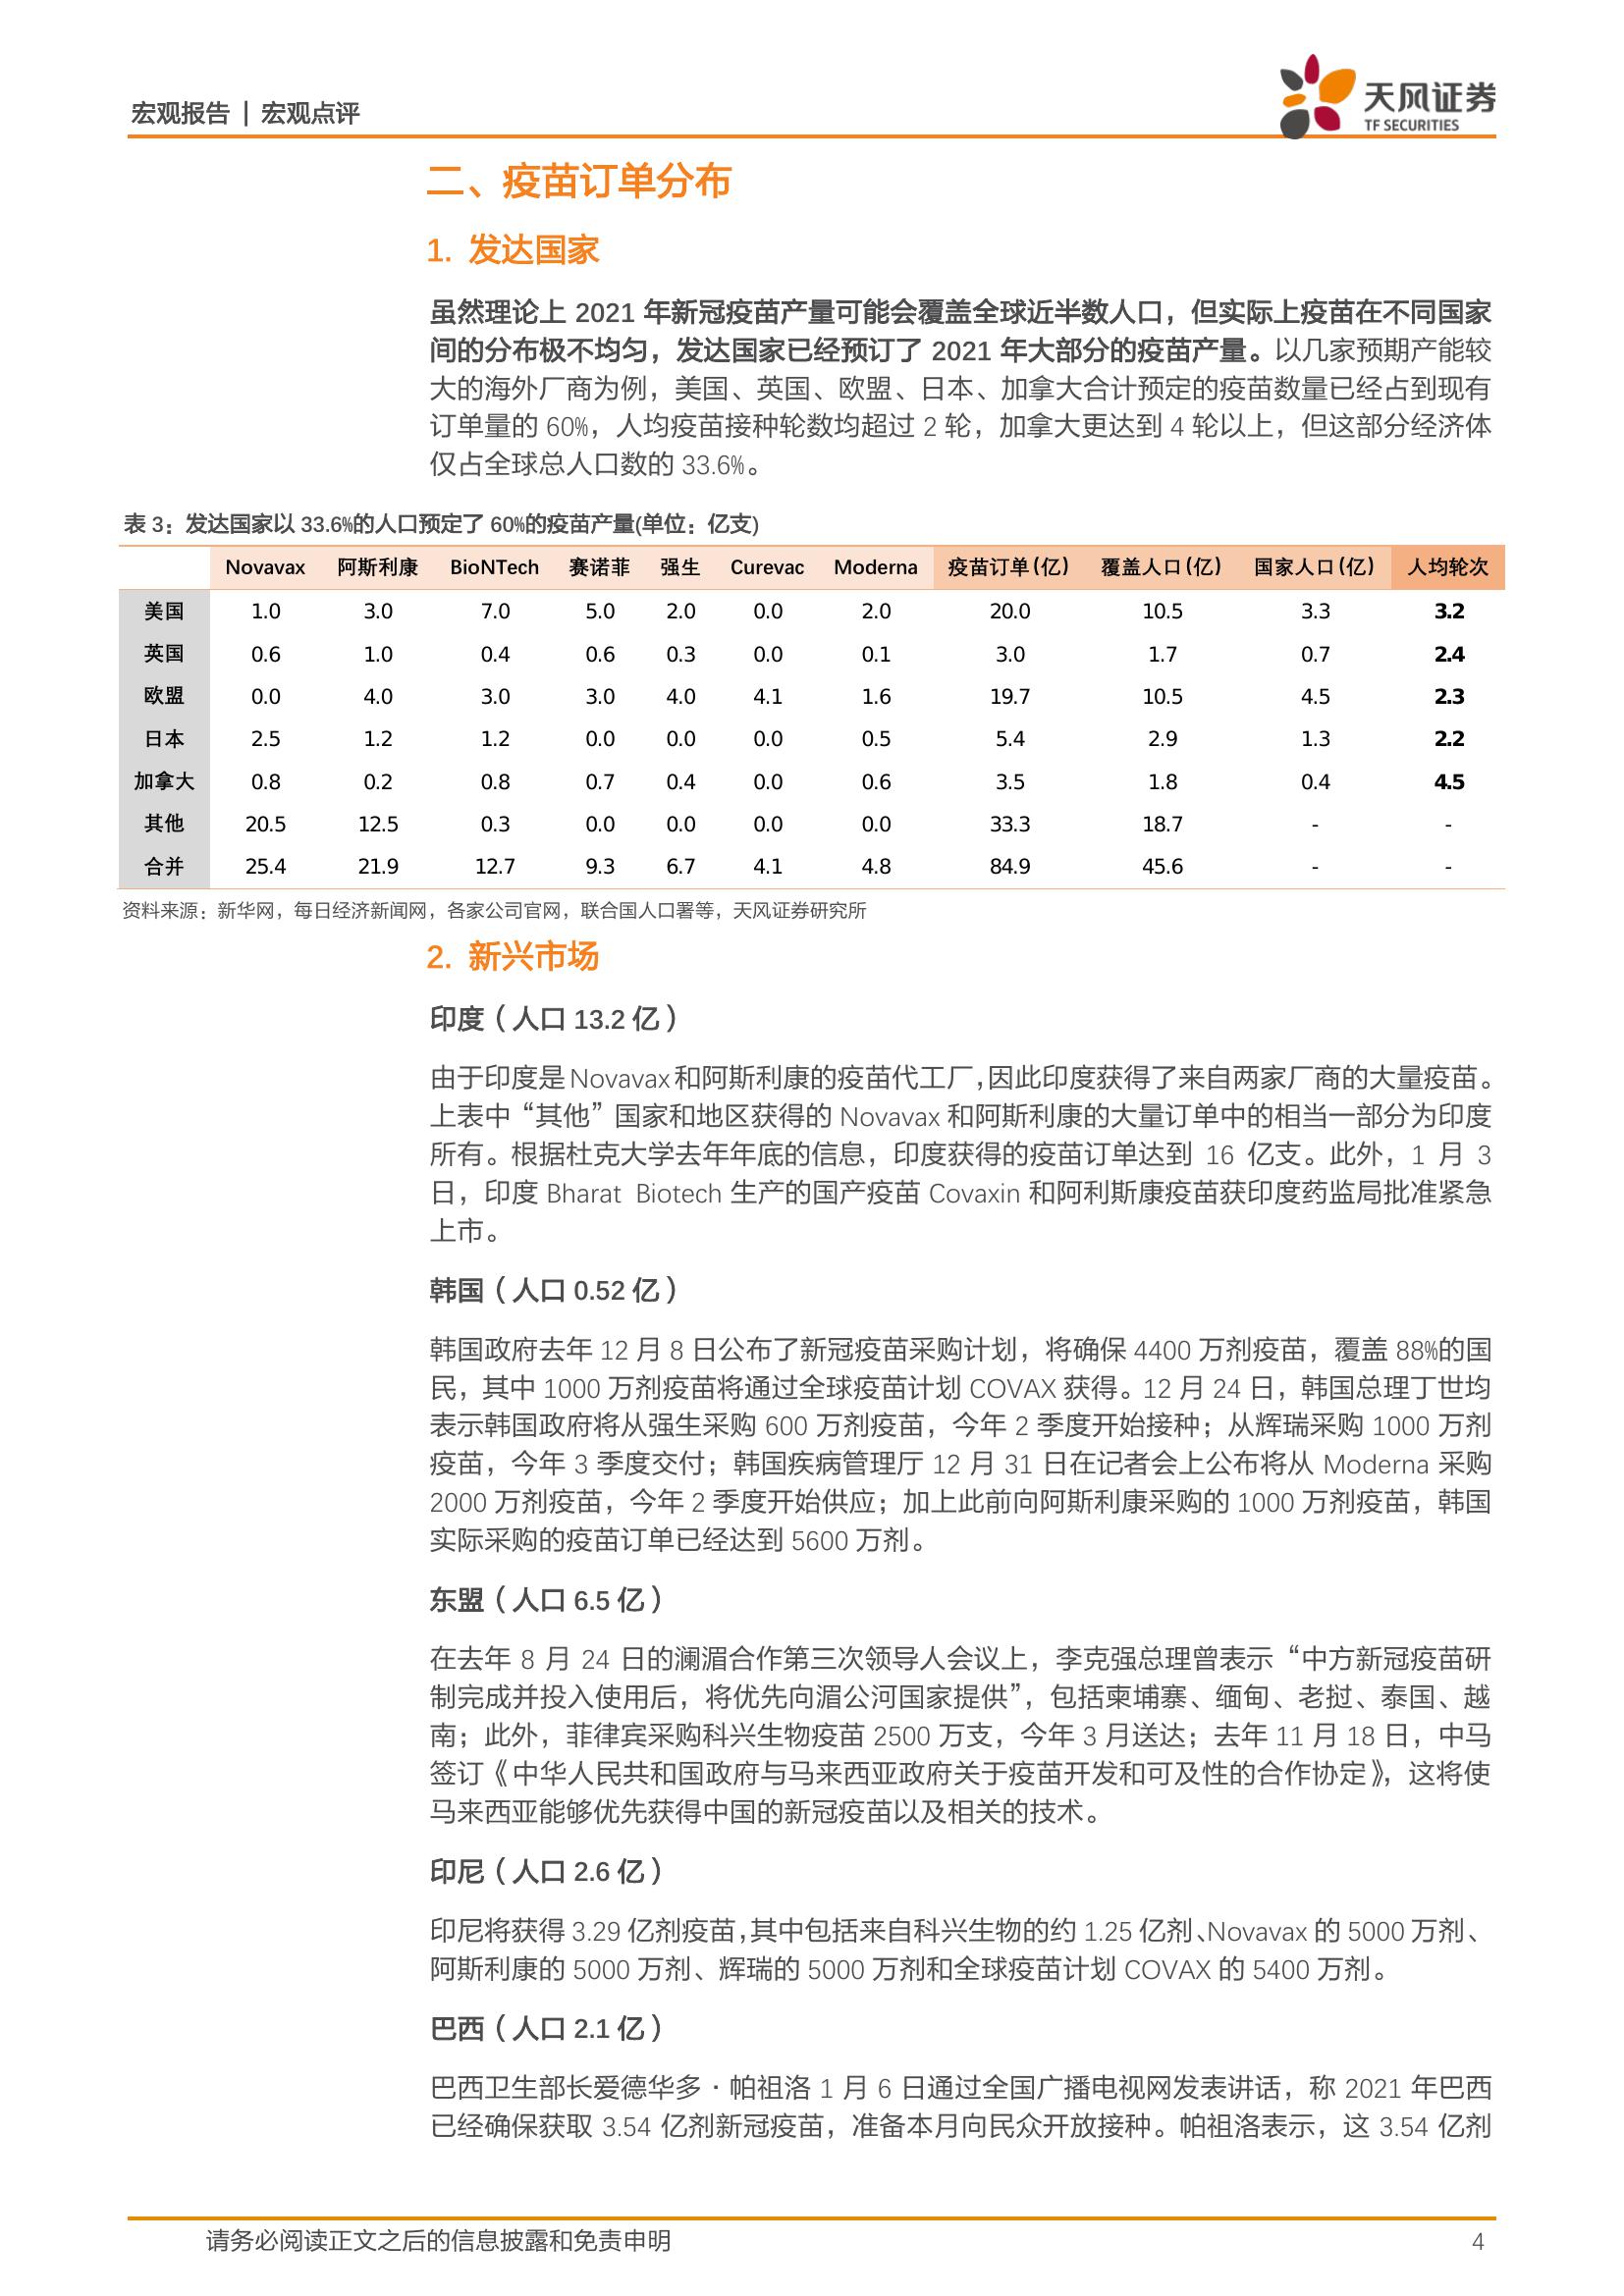 宏观报告 | 宏观点评
天风证券
TF SECURITIES
二、疫苗订单分布
1. 发达国家
虽然理论上 2021 年新冠疫苗产量可能会覆盖全球近半数人口，但实际上疫苗在不同国家
间的分布极不均匀，发达国家已经预订了 2021 年大部分的疫苗产量。以几家预期产能较
大的海外厂商为例，美国、英国、欧盟、日本、加拿大合计预定的疫苗数量已经占到现有
订单量的 60%，人均疫苗接种轮数均超过 2 轮，加拿大更达到 4 轮以上，但这部分经济体
仅占全球总人口数的 33.6%。
表 3：发达国家以 33.6%的人口预定了 60%的疫苗产量(单位：亿支)
Novavax 阿斯利康 BioNTech 赛诺菲 强生 Curevac Moderna 疫苗订单(亿) 覆盖人口(亿) 国家人口(亿) 人均轮次
美国 1.0 3.0 7.0 5.0 2.0 0.0 2.0 20.0 10.5 3.3 3.2
英国 0.6 1.0 0.4 0.6 0.3 0.0 0.1 3.0 1.7 0.7 2.4
欧盟 0.0 4.0 3.0 3.0 4.0 4.1 1.6 19.7 10.5 4.5 2.3
日本 2.5 1.2 1.2 0.0 0.0 0.0 0.5 5.4 2.9 1.3 2.2
加拿大 0.8 0.2 0.8 0.7 0.4 0.0 0.6 3.5 1.8 0.4 4.5
其他 20.5 12.5 0.3 0.0 0.0 0.0 0.0 33.3 18.7 - -
合并 25.4 21.9 12.7 9.3 6.7 4.1 4.8 84.9 45.6 - -
资料来源：新华网，每日经济新闻网，各家公司官网，联合国人口署等，天风证券研究所
2. 新兴市场
印度（人口 13.2 亿）
由于印度是 Novavax 和阿斯利康的疫苗代工厂，因此印度获得了来自两家厂商的大量疫苗。
上表中“其他”国家和地区获得的 Novavax 和阿斯利康的大量订单中的相当一部分为印度
所有。根据杜克大学去年年底的信息，印度获得的疫苗订单达到 16 亿支。此外，1 月 3
日，印度 Bharat Biotech 生产的国产疫苗 Covaxin 和阿利斯康疫苗获印度药监局批准紧急
上市。
韩国（人口 0.52 亿）
韩国政府去年 12 月 8 日公布了新冠疫苗采购计划，将确保 4400 万剂疫苗，覆盖 88%的国
民，其中 1000 万剂疫苗将通过全球疫苗计划 COVAX 获得。12 月 24 日，韩国总理丁世均
表示韩国政府将从强生采购 600 万剂疫苗，今年 2 季度开始接种；从辉瑞采购 1000 万剂
疫苗，今年 3 季度交付；韩国疾病管理厅 12 月 31 日在记者会上公布将从 Moderna 采购
2000 万剂疫苗，今年 2 季度开始供应；加上此前向阿斯利康采购的 1000 万剂疫苗，韩国
实际采购的疫苗订单已经达到 5600 万剂。
东盟（人口 6.5 亿）
在去年 8 月 24 日的澜湄合作第三次领导人会议上，李克强总理曾表示“中方新冠疫苗研
制完成并投入使用后，将优先向湄公河国家提供”，包括柬埔寨、缅甸、老挝、泰国、越
南；此外，菲律宾采购科兴生物疫苗 2500 万支，今年 3 月送达；去年 11 月 18 日，中马
签订《中华人民共和国政府与马来西亚政府关于疫苗开发和可及性的合作协定》，这将使
马来西亚能够优先获得中国的新冠疫苗以及相关的技术。
印尼（人口 2.6 亿）
印尼将获得 3.29 亿剂疫苗，其中包括来自科兴生物的约 1.25 亿剂、Novavax 的 5000 万剂、
阿斯利康的 5000 万剂、辉瑞的 5000 万剂和全球疫苗计划 COVAX 的 5400 万剂。
巴西（人口 2.1 亿）
巴西卫生部长爱德华多·帕祖洛 1 月 6 日通过全国广播电视网发表讲话，称 2021 年巴西
已经确保获取 3.54 亿剂新冠疫苗，准备本月向民众开放接种。帕祖洛表示，这 3.54 亿剂
请务必阅读正文之后的信息披露和免责申明 4